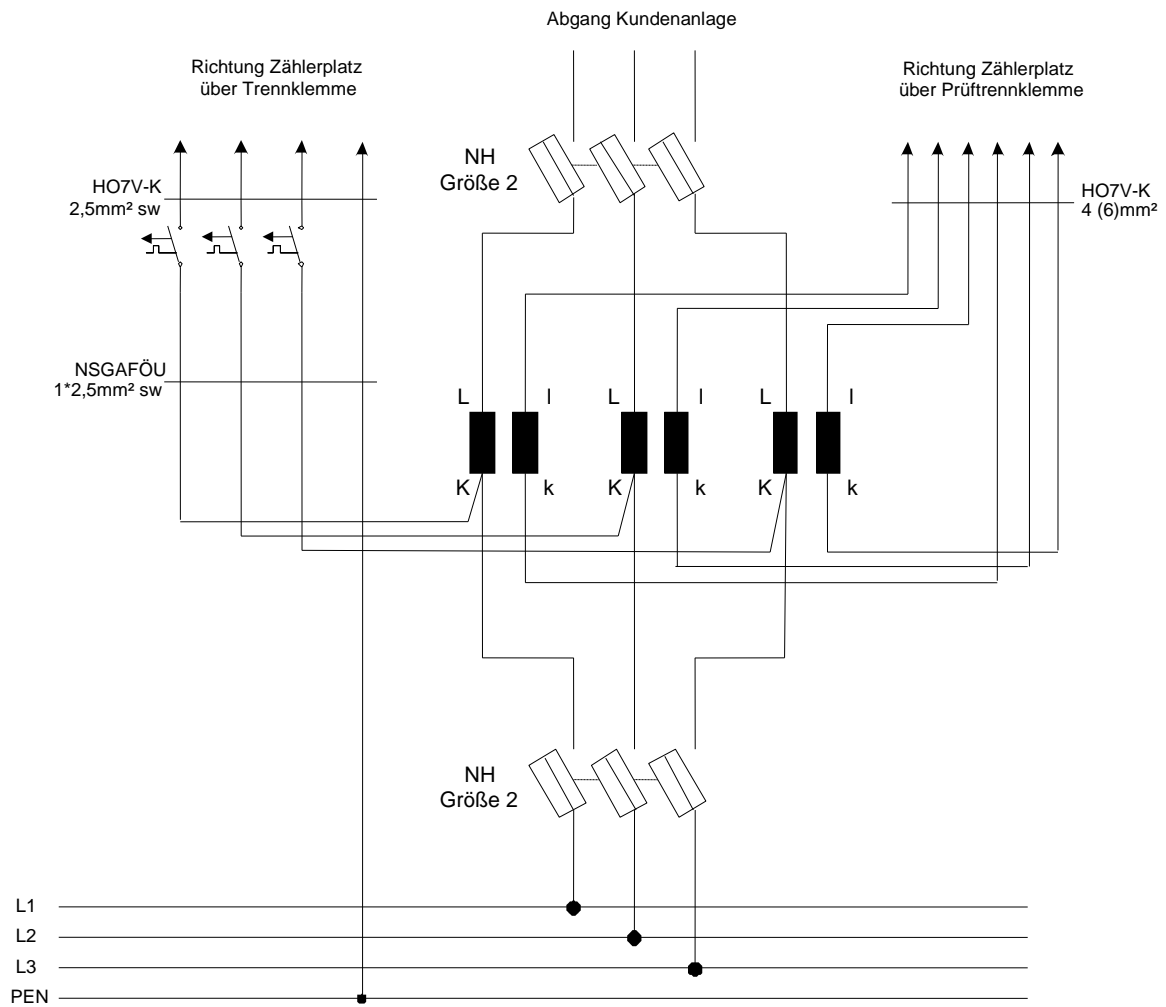 Abgang Kundenanlage
Richtung Zählerplatz
über Trennklemme
Richtung Zählerplatz
über Prüftrennklemme
NH
Größe 2
HO7V-K
2,5mm² sw
HO7V-K
4 (6)mm²
NSGAFÖU
1*2,5mm² sw
L l L l L l
K k K k K k
NH
Größe 2
L1
L2
L3
PEN